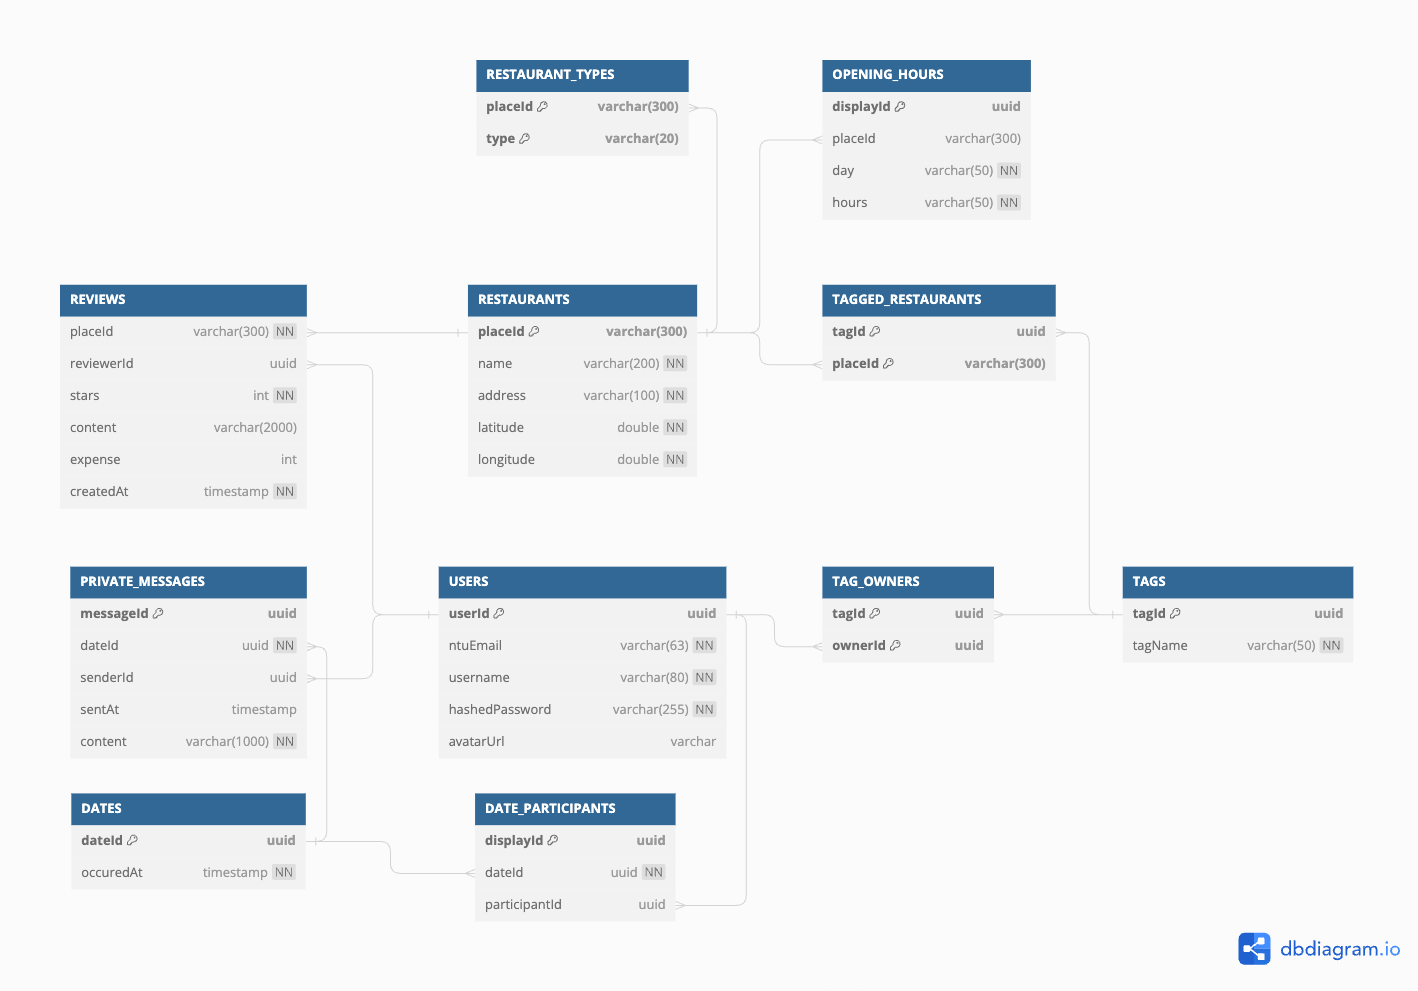 RESTAURANT_TYPES
placeId varchar(300)
type varchar(20)
OPENING_HOURS
displayId uuid
placeId varchar(300)
day varchar(50) NN
hours varchar(50) NN
REVIEWS
placeId varchar(300) NN
reviewerId uuid
stars int NN
content varchar(2000)
expense int
createdAt timestamp NN
RESTAURANTS
placeId varchar(300)
name varchar(200) NN
address varchar(100) NN
latitude double NN
longitude double NN
TAGGED_RESTAURANTS
tagId uuid
placeId varchar(300)
PRIVATE_MESSAGES
messageId uuid
dateId uuid NN
senderId uuid
sentAt timestamp
content varchar(1000) NN
USERS
userId uuid
ntuEmail varchar(63) NN
username varchar(80) NN
hashedPassword varchar(255) NN
avatarUrl varchar
TAG_OWNERS
tagId uuid
ownerId uuid
TAGS
tagId uuid
tagName varchar(50) NN
DATES
dateId uuid
occuredAt timestamp NN
DATE_PARTICIPANTS
displayId uuid
dateId uuid NN
participantId uuid
dbdiagram.io